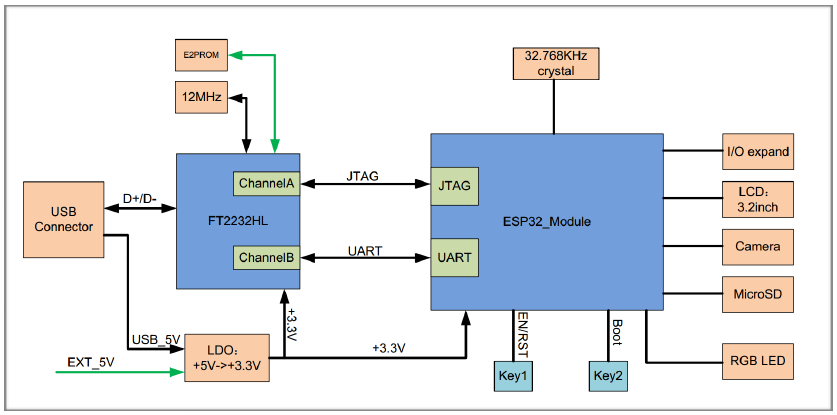 E2PROM
12MHz
32.768KHz
crystal
USB
Connector
D+/D-
FT2232HL
ChannelA
ChannelB
JTAG
UART
JTAG
UART
ESP32_Module
I/O expand
LCD:
3.2inch
Camera
MicroSD
RGB LED
USB_5V
EXT_5V
LDO:
+5V->+3.3V
+3.3V
+3.3V
EN/RST
Boot
Key1
Key2